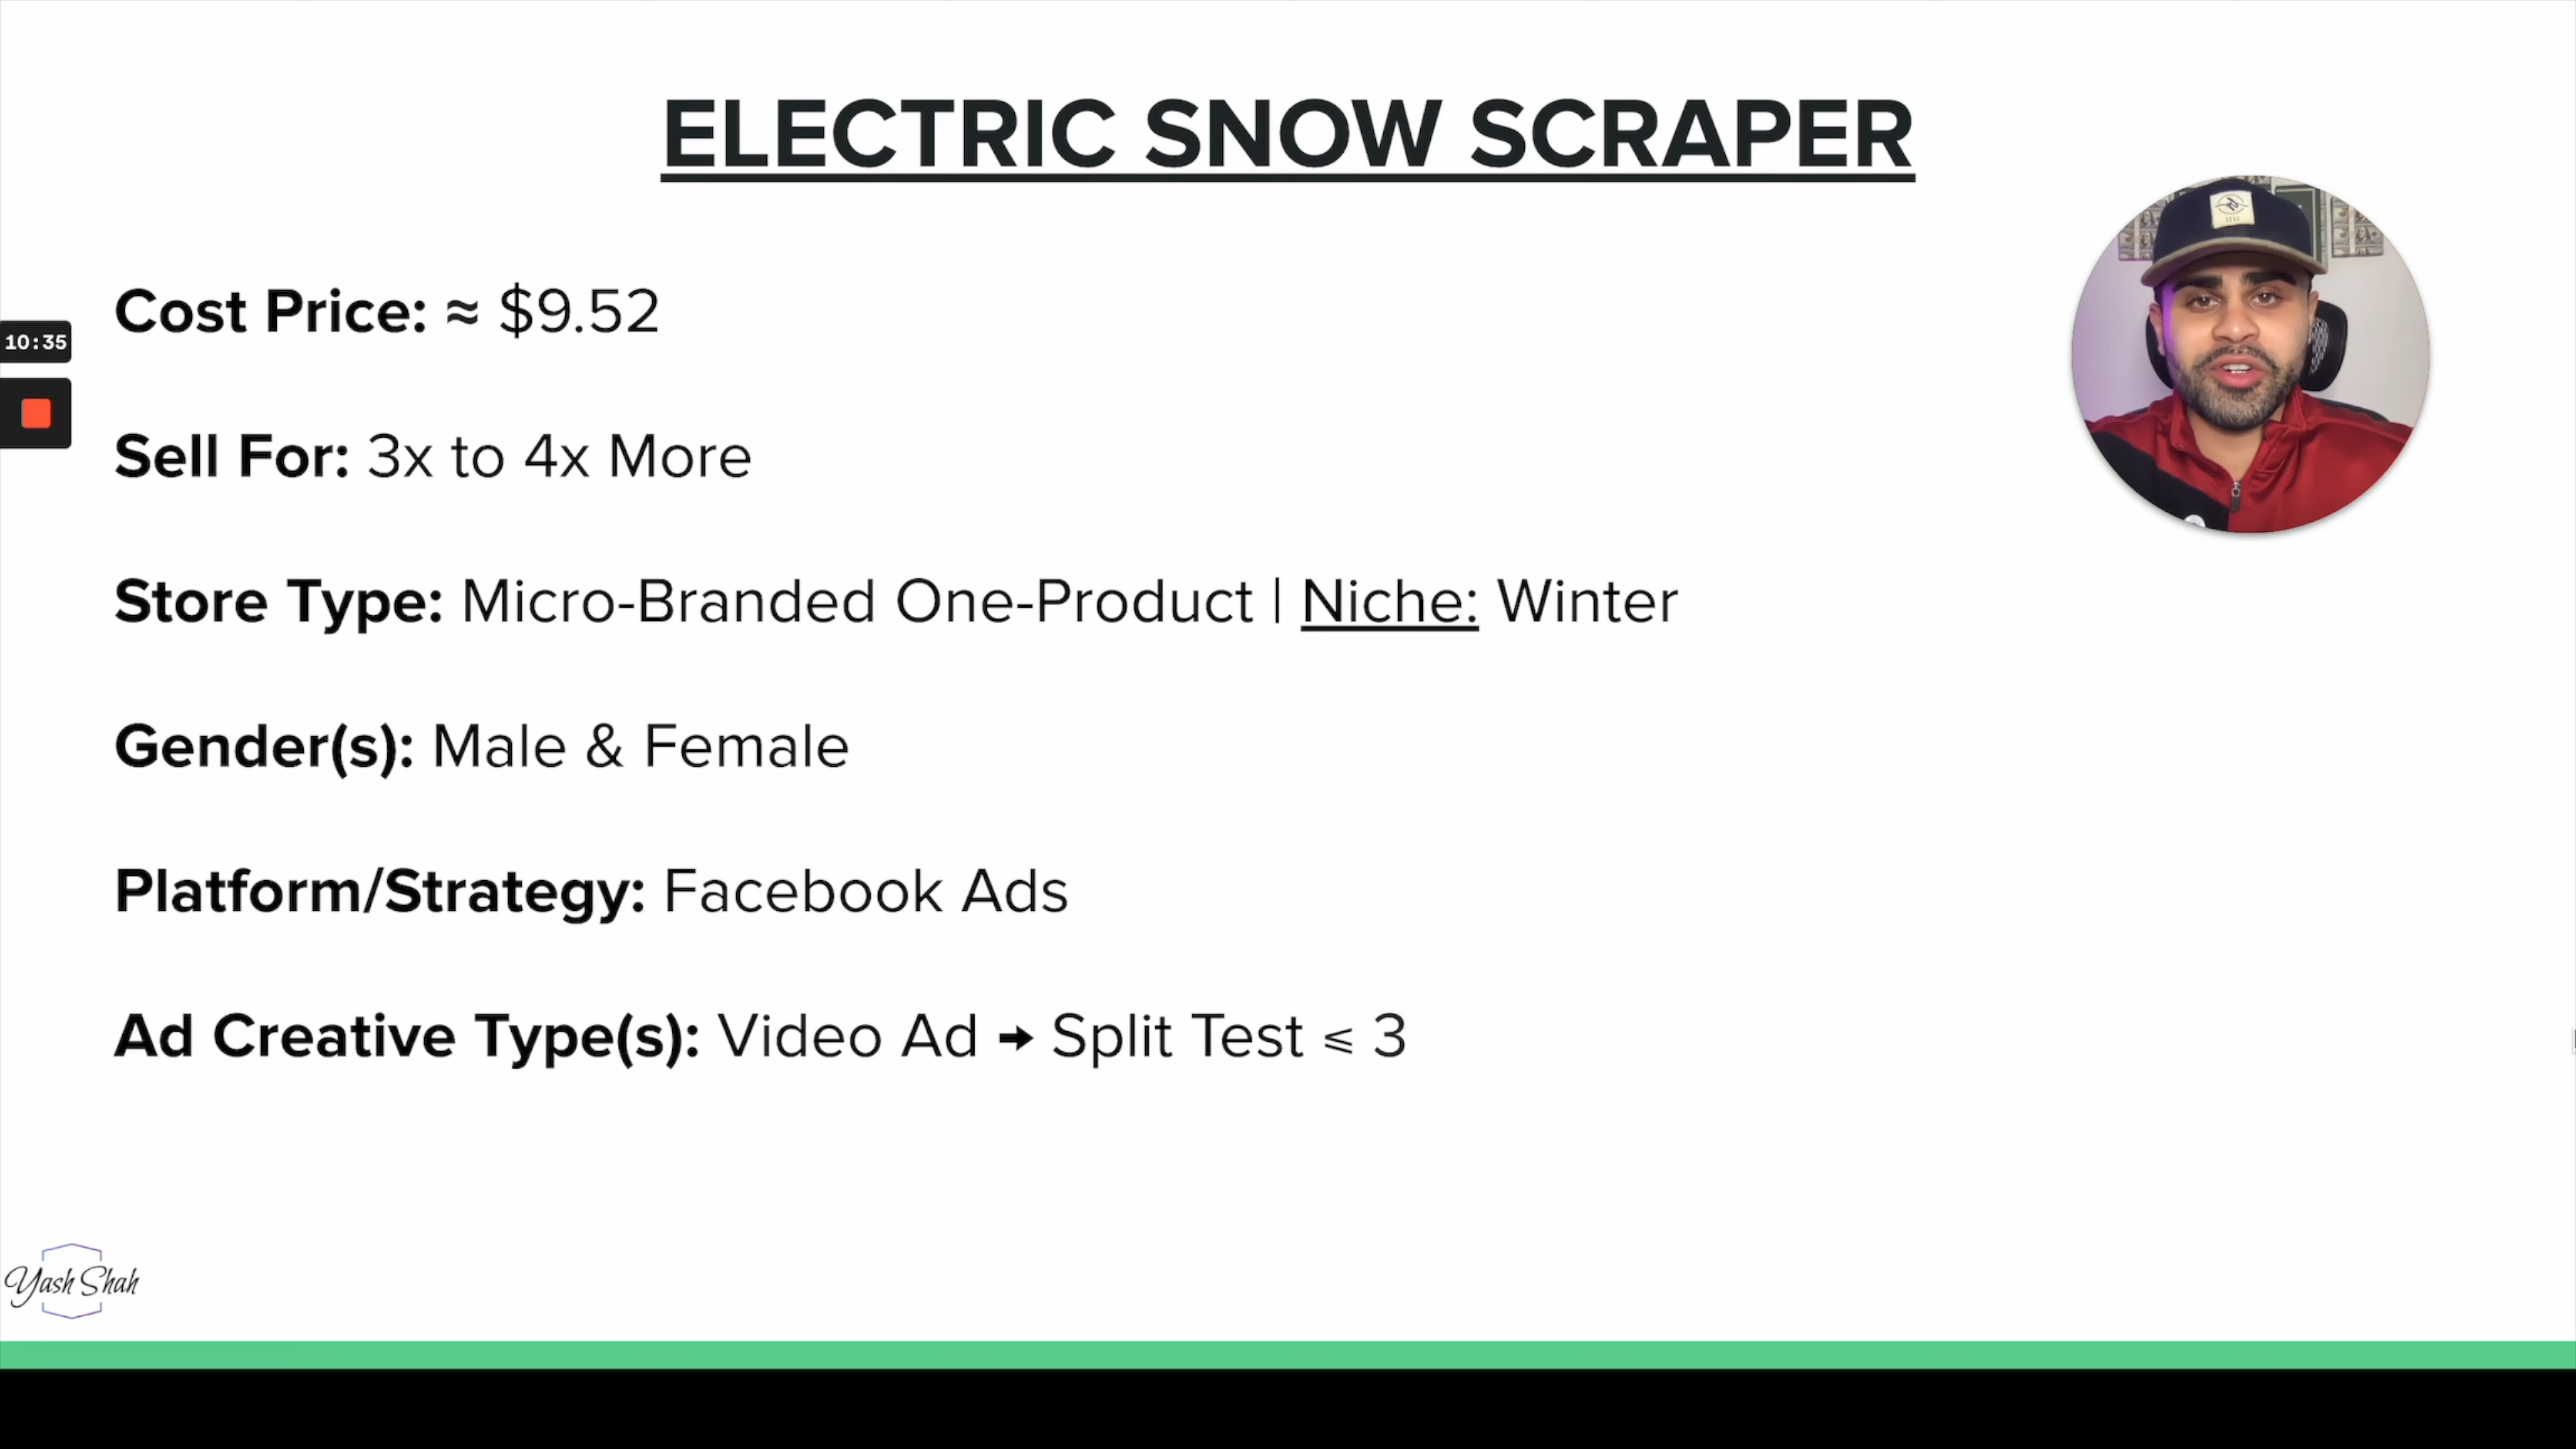 ELECTRIC SNOW SCRAPER
Cost Price: ≈ $9.52
10:35
Sell For: 3x to 4x More
Store Type: Micro-Branded One-Product | Niche: Winter
Gender(s): Male & Female
Platform/Strategy: Facebook Ads
Ad Creative Type(s): Video Ad → Split Test ⩽ 3
Yash Shah